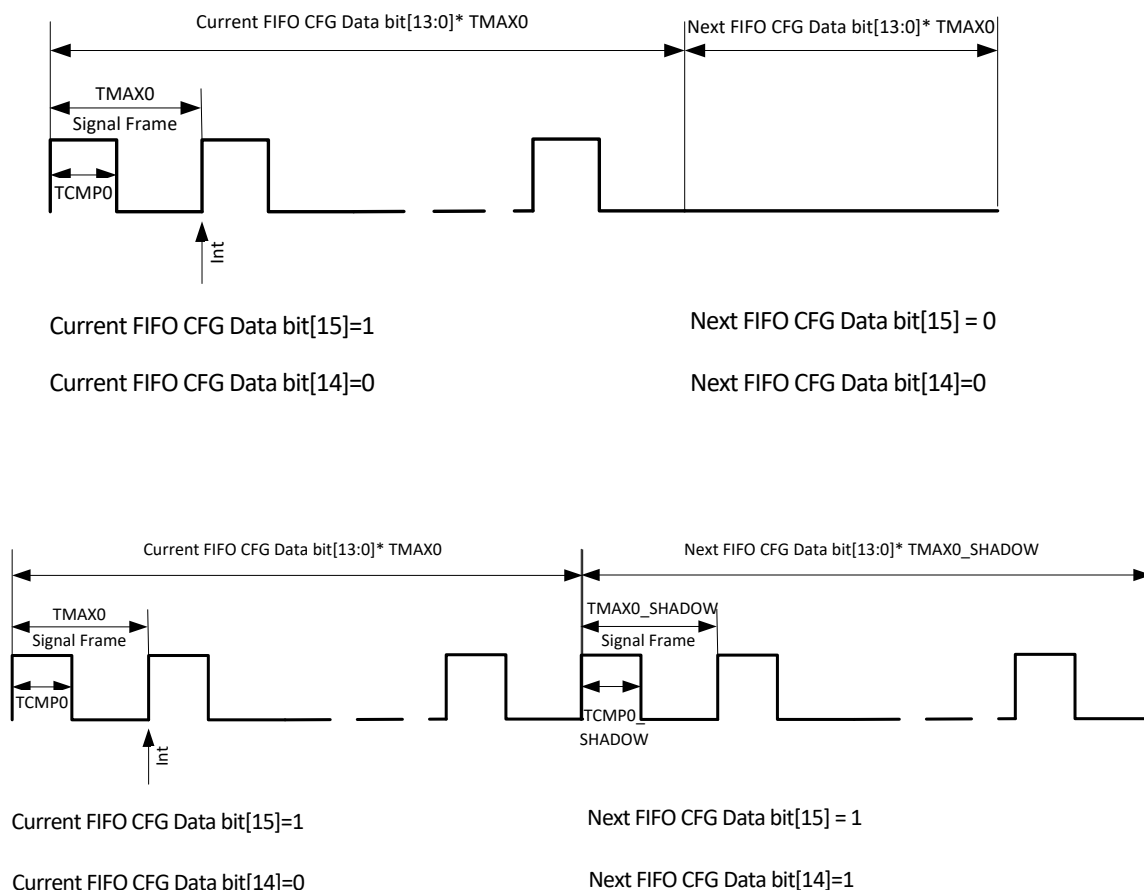 Current FIFO CFG Data bit[13:0]* TMAX0
Next FIFO CFG Data bit[13:0]* TMAX0
TMAX0
Signal Frame
TCMP0
Int
Current FIFO CFG Data bit[15]=1
Next FIFO CFG Data bit[15] = 0
Current FIFO CFG Data bit[14]=0
Next FIFO CFG Data bit[14]=0
Current FIFO CFG Data bit[13:0]* TMAX0
Next FIFO CFG Data bit[13:0]* TMAX0_SHADOW
TMAX0
Signal Frame
TMAX0_SHADOW
Signal Frame
TCMP0
TCMP0_
SHADOW
Int
Current FIFO CFG Data bit[15]=1
Next FIFO CFG Data bit[15] = 1
Current FIFO CFG Data bit[14]=0
Next FIFO CFG Data bit[14]=1